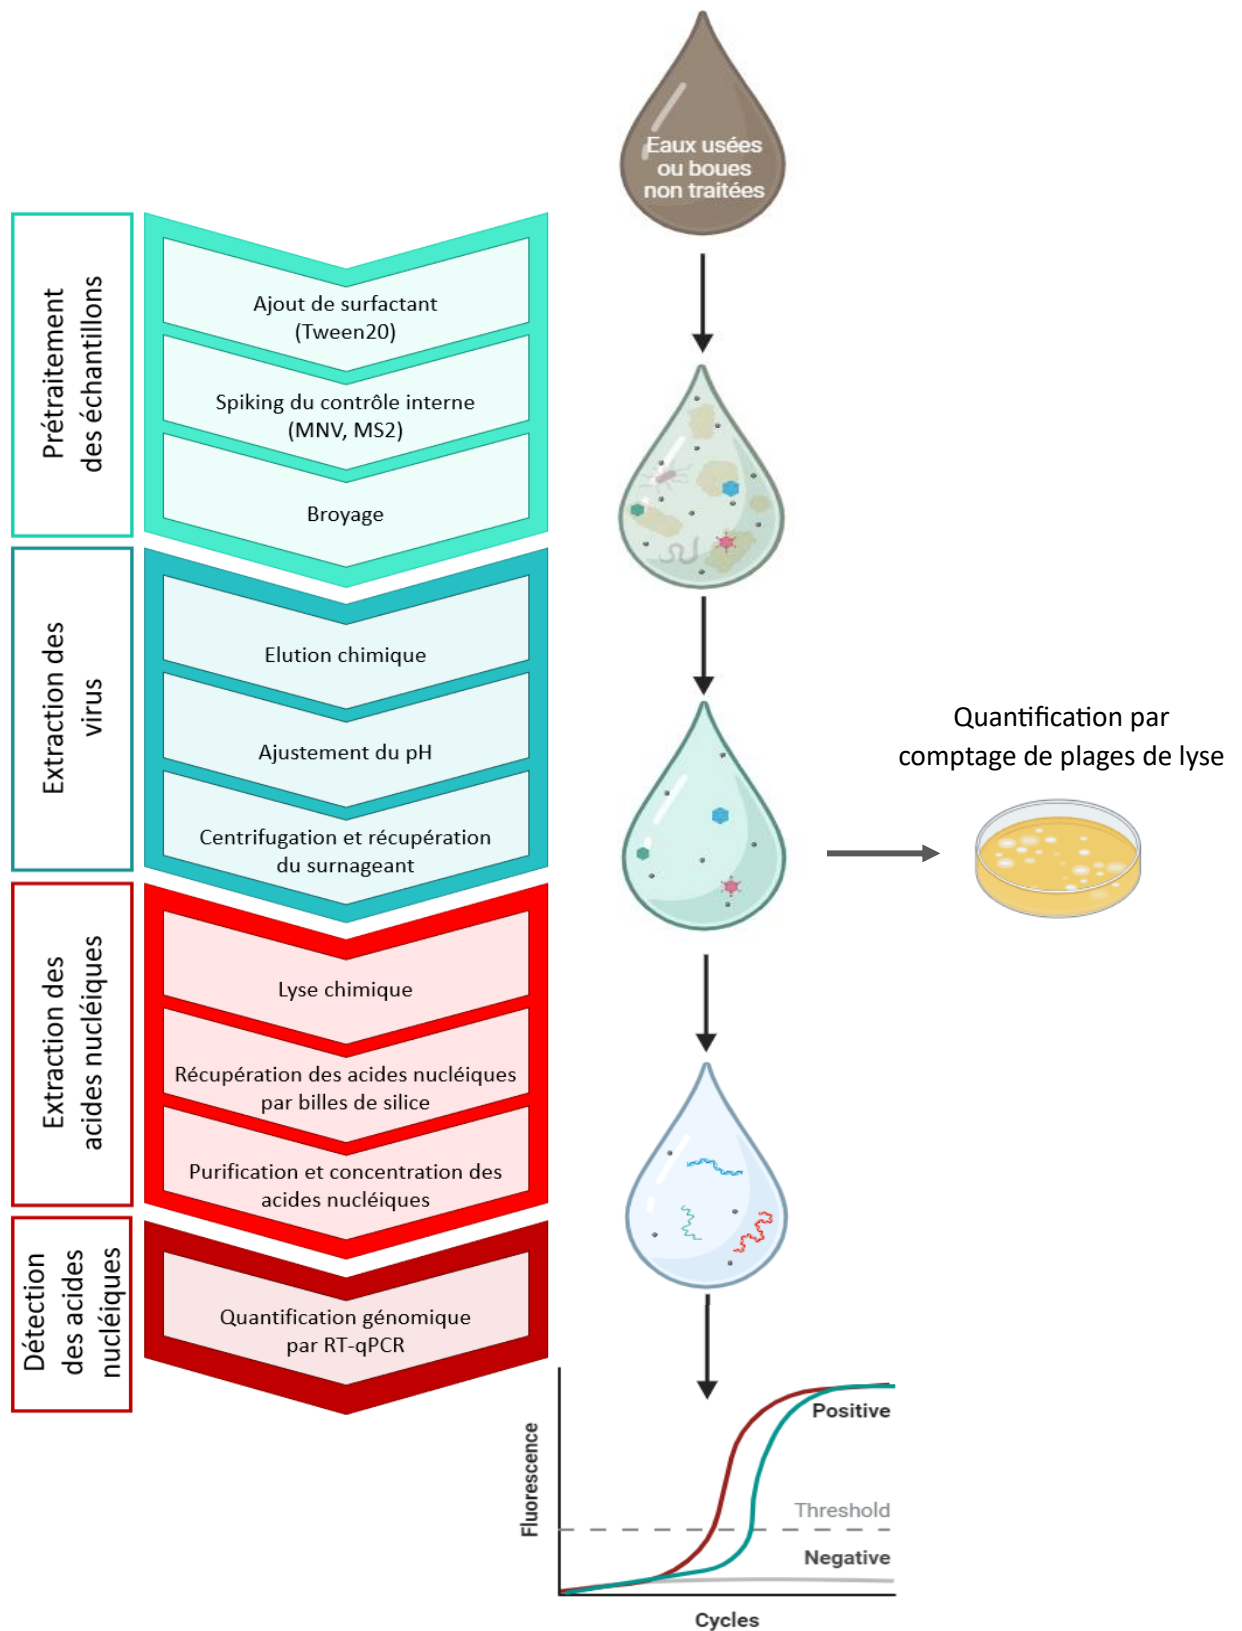 Eaux usées
ou boues
non traitées
Prétraitement
des échantillons
Ajout de surfactant
(Tween20)
Spiking du contrôle interne
(MNV, MS2)
Broyage
Extraction des
virus
Elution chimique
Ajustement du pH
Centrifugation et récupération
du surnageant
Quantification par
comptage de plages de lyse
Extraction des
acides nucléiques
Lyse chimique
Récupération des acides nucléiques
par billes de silice
Purification et concentration des
acides nucléiques
Détection
des acides
nucléiques
Quantification génomique
par RT-qPCR
Fluorescence
Positive
Threshold
Negative
Cycles